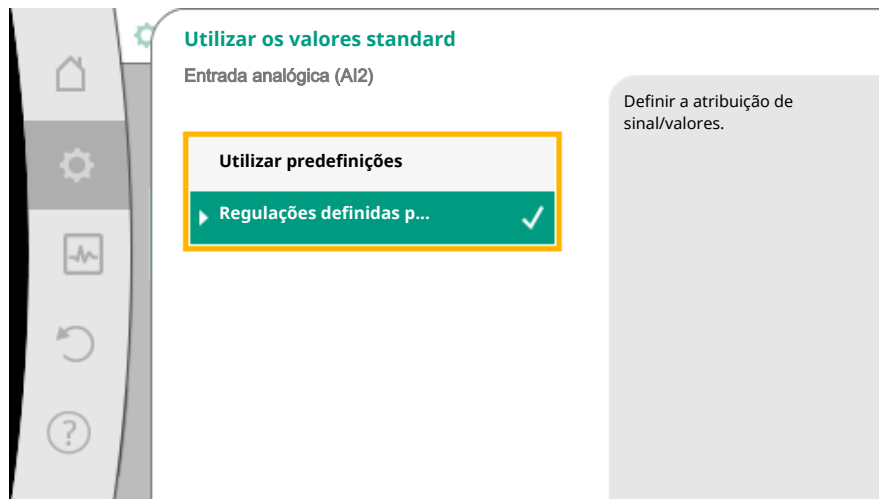 Utilizar os valores standard
Entrada analógica (AI2)
Definir a atribuição de
sinal/valores.
Utilizar predefinições
Regulações definidas p...
?